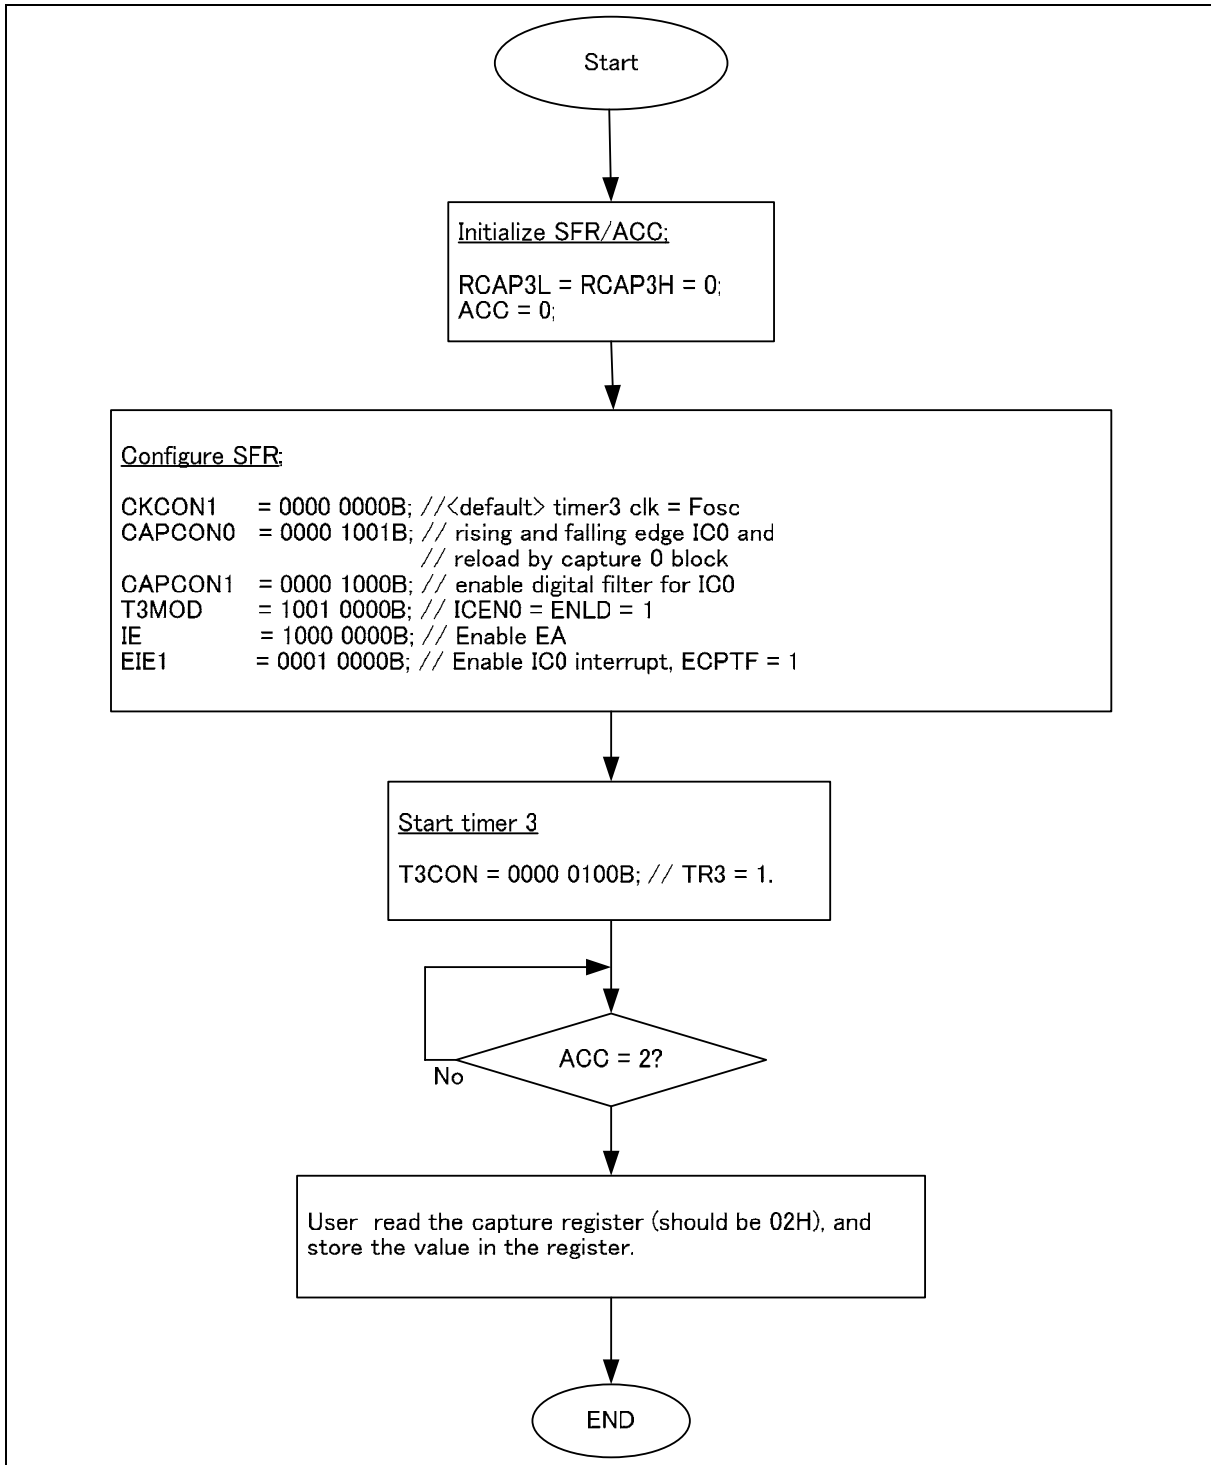 Start
Initialize SFR/ACC;
RCAP3L = RCAP3H = 0;
ACC = 0;
Configure SFR;
CKCON1 = 0000 0000B; //<default> timer3 clk = Fosc
CAPCON0 = 0000 1001B; // rising and falling edge IC0 and
// reload by capture 0 block
CAPCON1 = 0000 1000B; // enable digital filter for IC0
T3MOD = 1001 0000B; // ICEN0 = ENLD = 1
IE = 1000 0000B; // Enable EA
EIE1 = 0001 0000B; // Enable IC0 interrupt, ECPTF = 1
Start timer 3
T3CON = 0000 0100B; // TR3 = 1.
ACC = 2?
No
User read the capture register (should be 02H), and
store the value in the register.
END